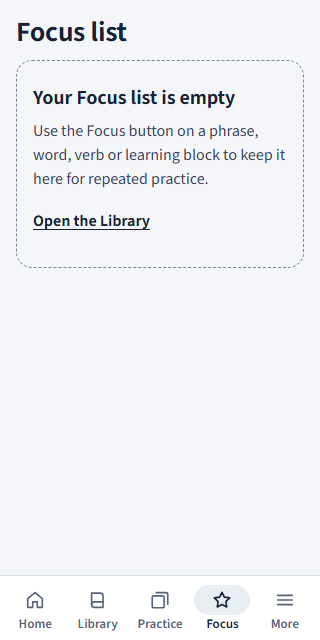 Focus list
Your Focus list is empty
Use the Focus button on a phrase,
word, verb or learning block to keep it
here for repeated practice.
Open the Library
Home
Library
Practice
Focus
More